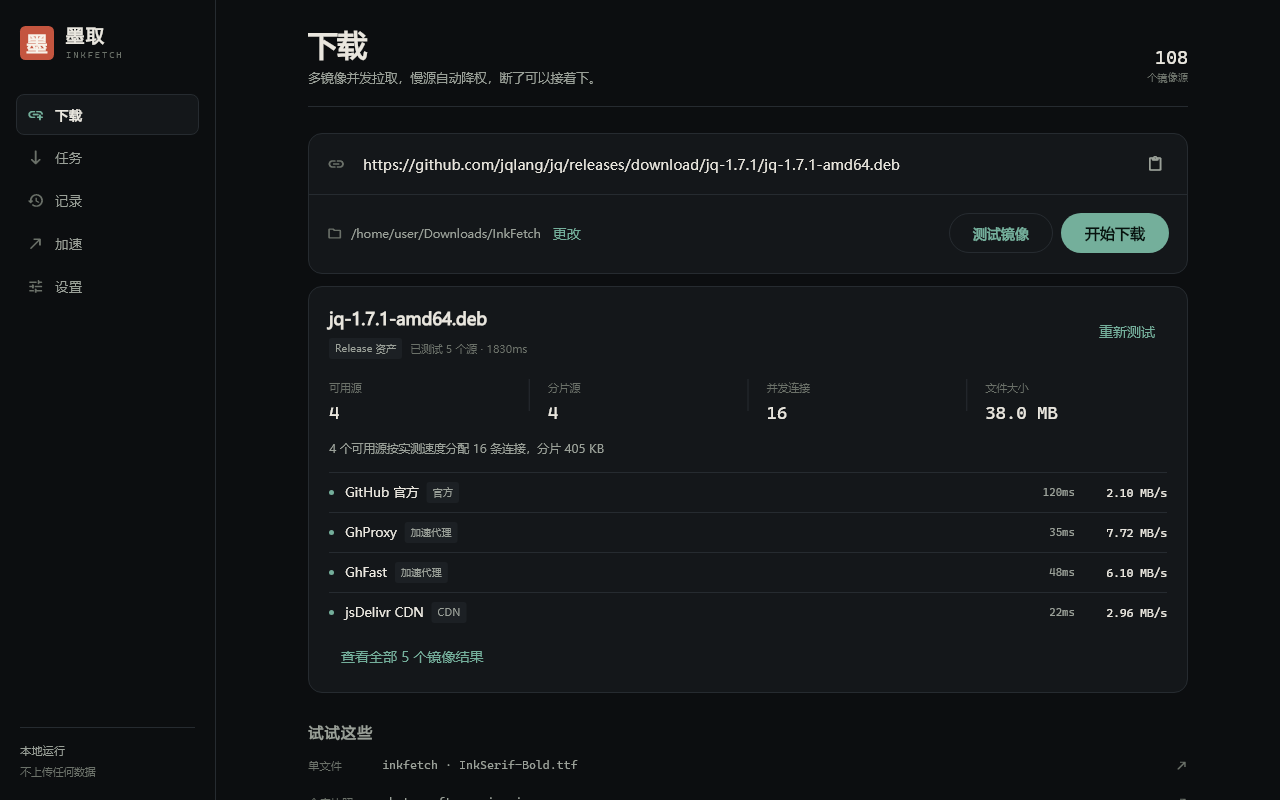 墨
墨取
INKFETCH
下载
任务
记录
加速
设置
本地运行
不上传任何数据
下载
多镜像并发拉取，慢源自动降权，断了可以接着下。
108
个镜像源
https://github.com/jqlang/jq/releases/download/jq-1.7.1/jq-1.7.1-amd64.deb
/home/user/Downloads/InkFetch 更改
测试镜像
开始下载
jq-1.7.1-amd64.deb
Release 资产 已测试 5 个源 · 1830ms
重新测试
可用源 分片源 并发连接 文件大小
4 4 16 38.0 MB
4 个可用源按实测速度分配 16 条连接，分片 405 KB
GitHub 官方 官方 120ms 2.10 MB/s
GhProxy 加速代理 35ms 7.72 MB/s
GhFast 加速代理 48ms 6.10 MB/s
jsDelivr CDN CDN 22ms 2.96 MB/s
查看全部 5 个镜像结果
试试这些
单文件 inkfetch · InkSerif-Bold.ttf